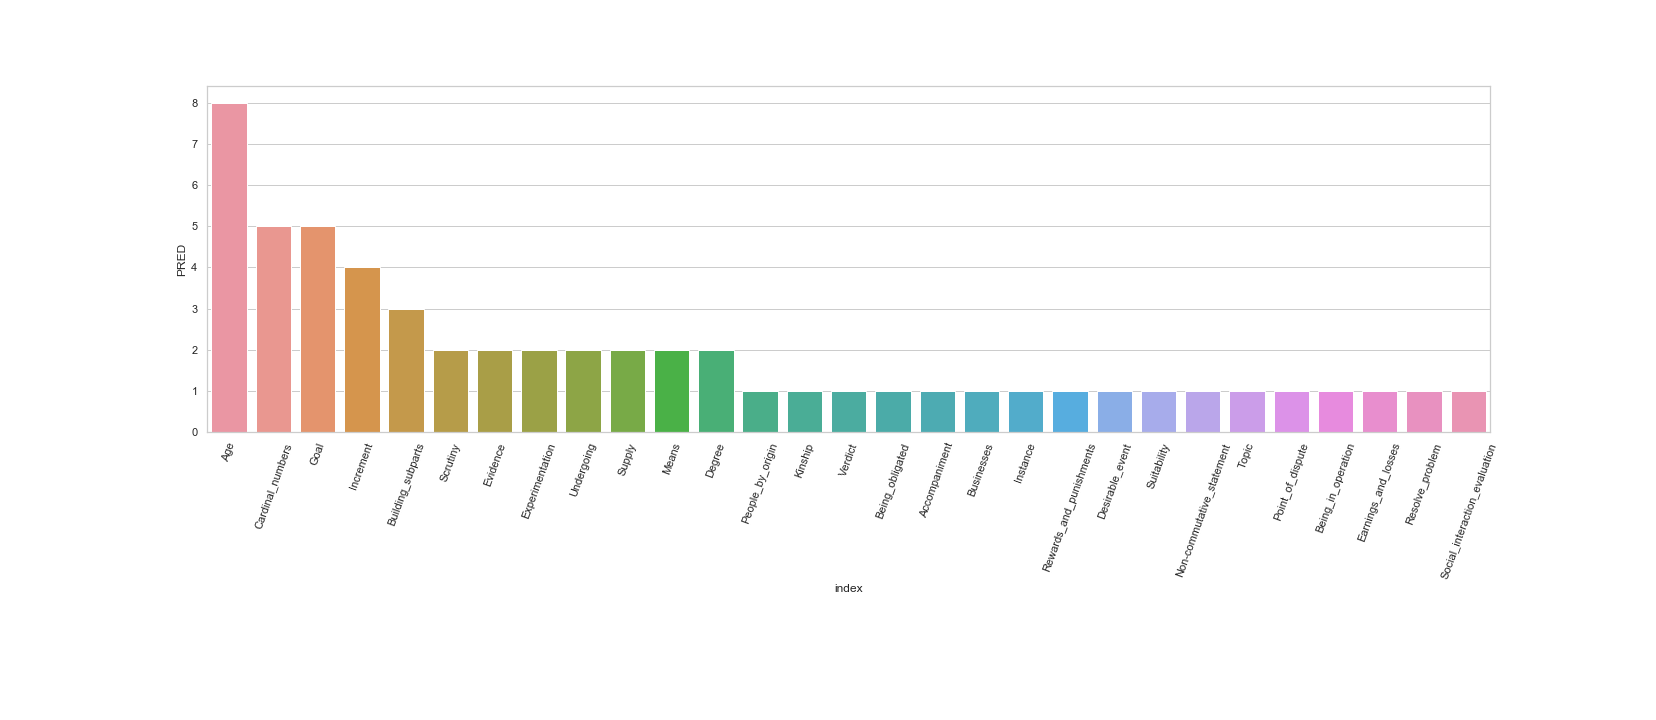 8
7
6
5
4
3
2
1
0
PRED
Age
Cardinal_numbers
Goal
Increment
Building_subparts
Scrutiny
Evidence
Experimentation
Undergoing
Supply
Means
Degree
People_by_origin
Kinship
Verdict
Being_obligated
Accompaniment
Businesses
Instance
Rewards_and_punishments
Desirable_event
Suitability
Non-commutative_statement
Topic
Point_of_dispute
Being_in_operation
Earnings_and_losses
Resolve_problem
Social_interaction_evaluation
index